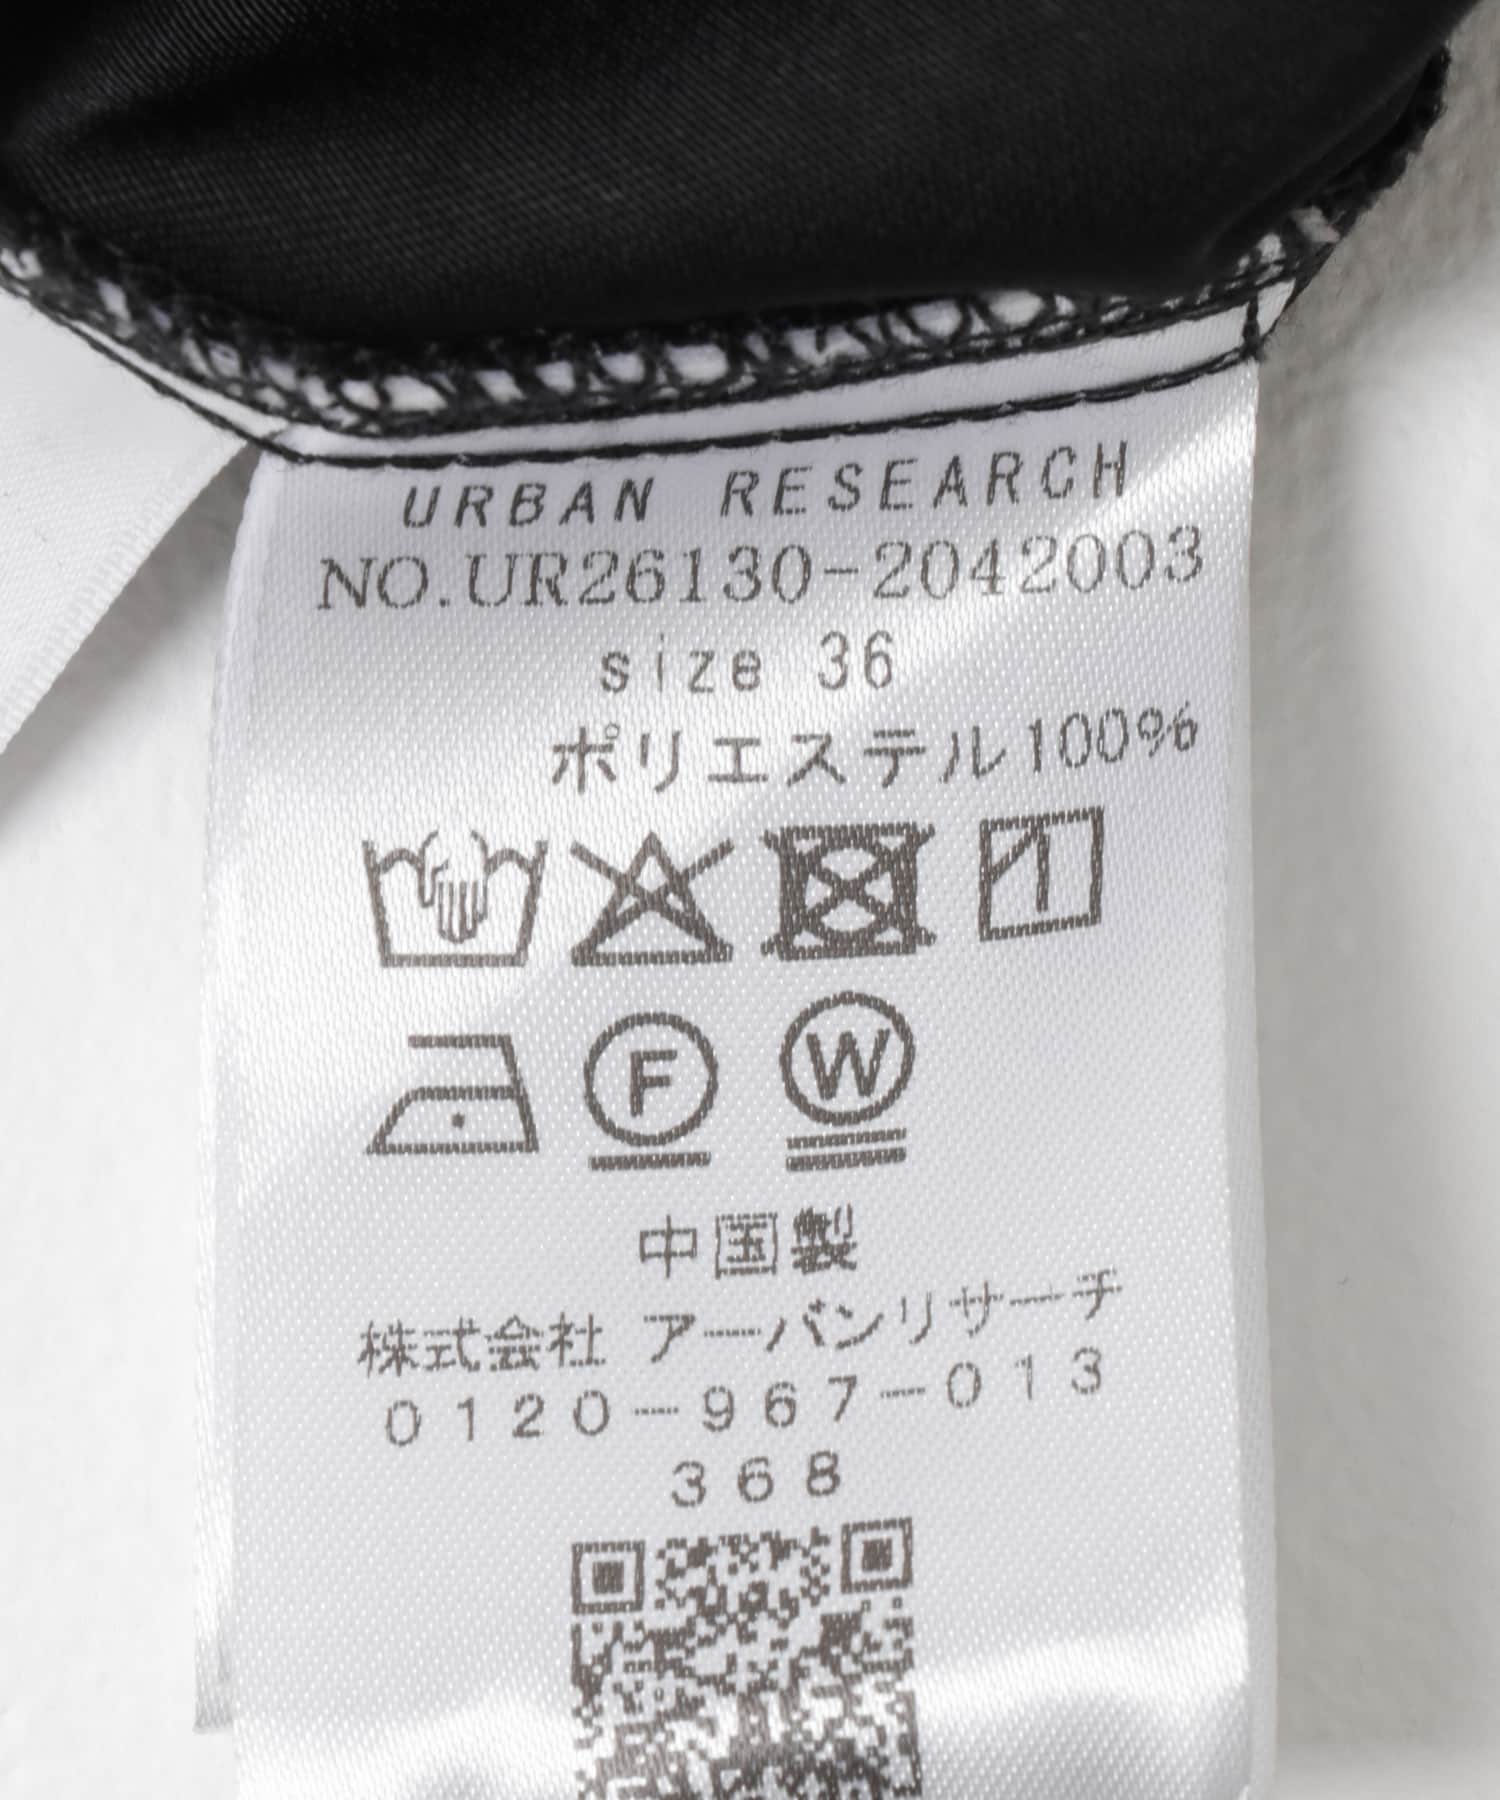 URBAN RESEARCH
NO.UR26130-2042003
size 36
ポリエステル100%
F W
中国製
株式会社 アーバンリサーチ
0120-967-013
368